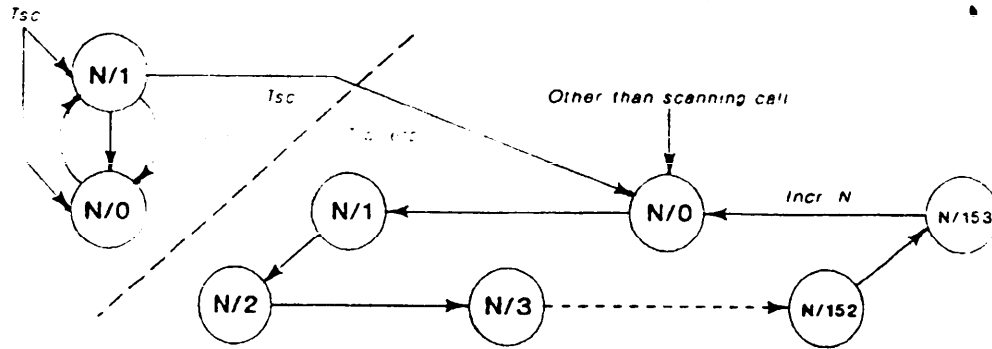 Tsc
N/1
Tsc
Other than scanning call
N/0
N/1
N/0
Incr N
N/153
N/2
N/3
N/152